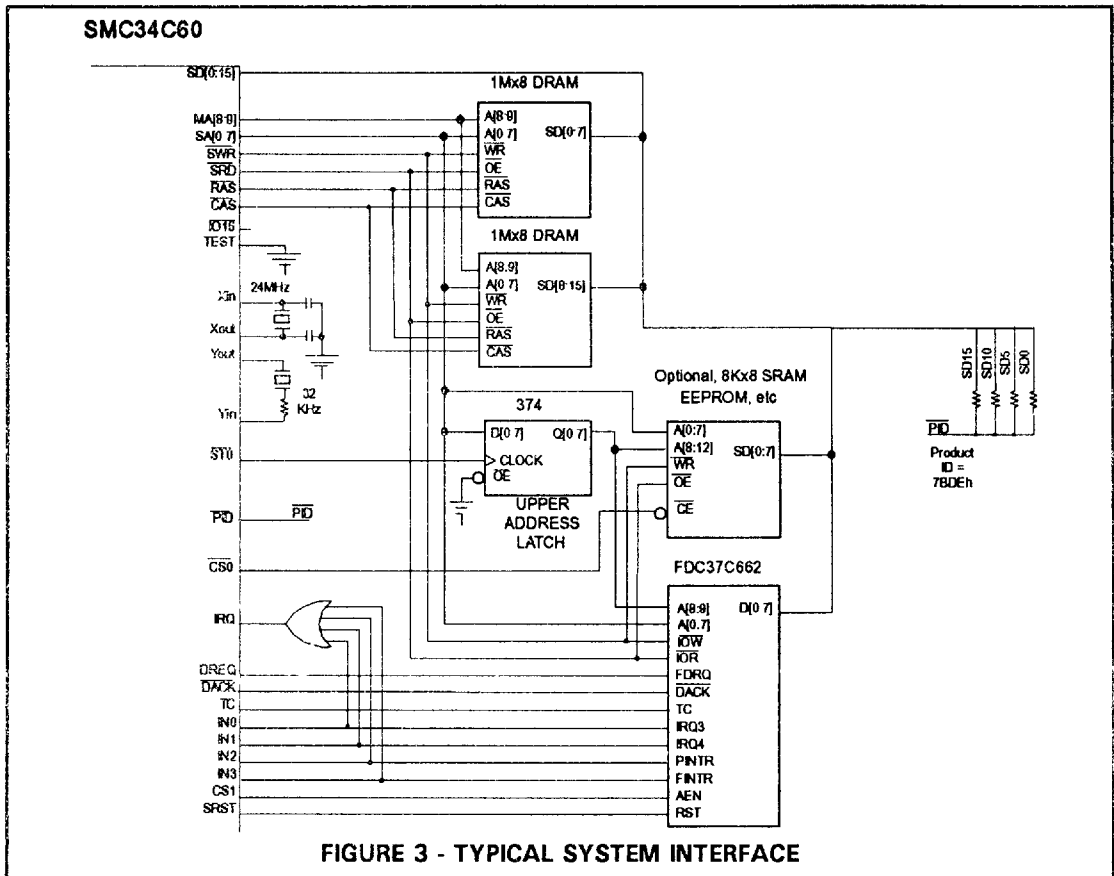 SMC34C60
SD[0:15]
MA[8-9]
SA[0 7]
SWR
SRD
RAS
CAS
IO15
TEST
24MHz
Xin
Xout
Yout
32
KHz
Yin
ST0
PID
PID
CS0
IRQ
DREQ
DACK
TC
IN0
IN1
IN2
IN3
CS1
SRST
1Mx8 DRAM
A[8-9]
A[0 7]
WR
OE
RAS
CAS
SD[0-7]
1Mx8 DRAM
A[8.9]
A[0 7]
WR
OE
RAS
CAS
SD[8-15]
374
D[0 7]
Q[0 7]
CLOCK
OE
UPPER
ADDRESS
LATCH
Optional, 8Kx8 SRAM
EEPROM, etc
A[0:7]
A[8:12]
WR
OE
CE
SD[0:7]
FDC37C662
A[8:9]
A[0.7]
IOW
IOR
FDRQ
DACK
TC
IRQ3
IRQ4
PINTR
FINTR
AEN
RST
D[0 7]
SD15
SD10
SD5
SD0
PID
Product
ID =
7BDEh
FIGURE 3 - TYPICAL SYSTEM INTERFACE